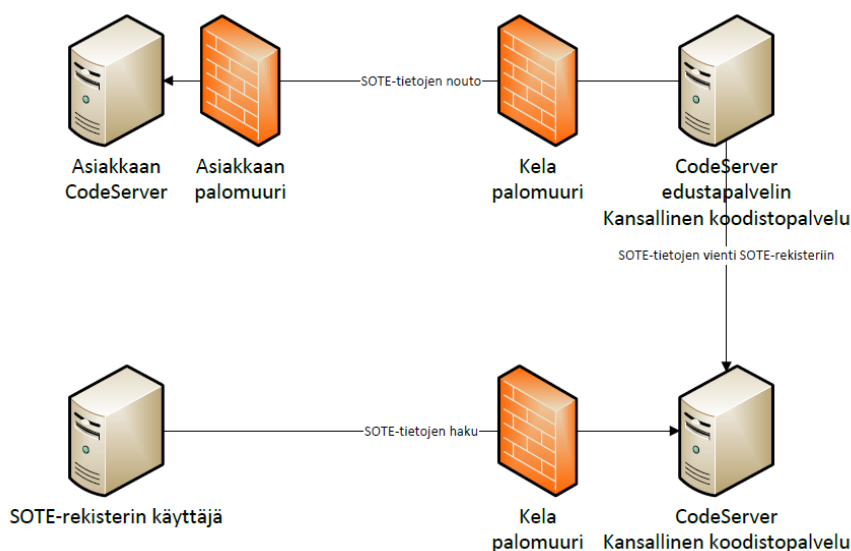 SOTE-tietojen nouto
Asiakkaan
CodeServer
Asiakkaan
palomuuri
Kela
palomuuri
CodeServer
edustapalvelin
Kansallinen koodistopalvelu
SOTE-tietojen vienti SOTE-rekisteriin
SOTE-tietojen haku
SOTE-rekisterin käyttäjä
Kela
palomuuri
CodeServer
Kansallinen koodistopalvelu